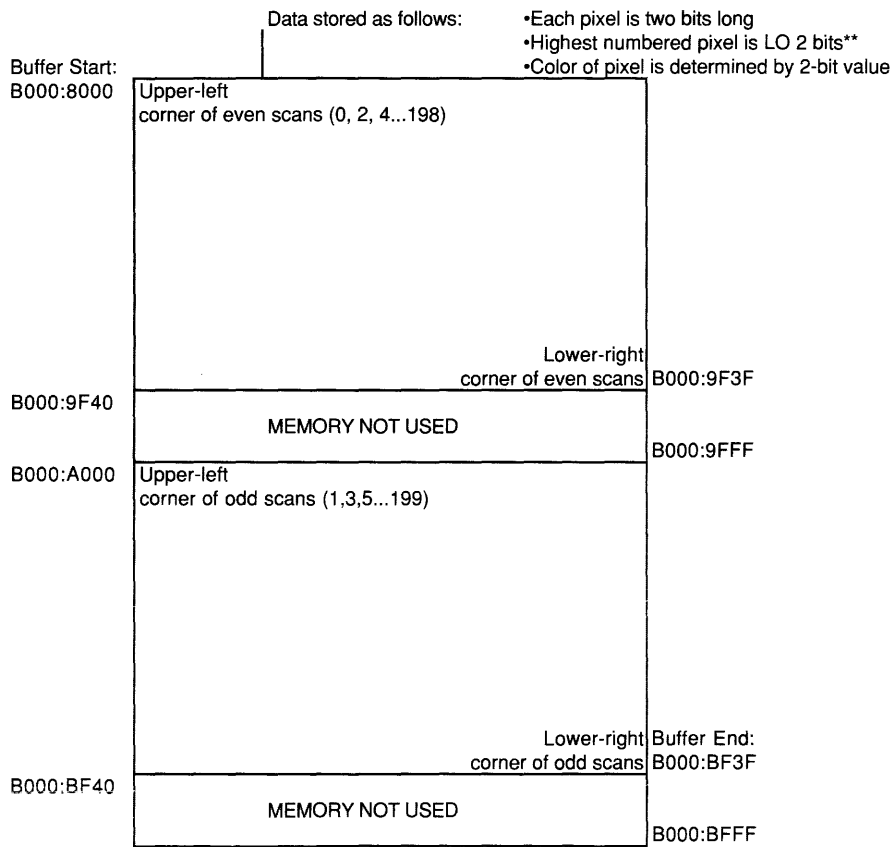 Data stored as follows: •Each pixel is two bits long
•Highest numbered pixel is LO 2 bits**
Buffer Start: •Color of pixel is determined by 2-bit value
B000:8000 Upper-left
corner of even scans (0, 2, 4...198)
Lower-right
corner of even scans B000:9F3F
B000:9F40
MEMORY NOT USED
B000:9FFF
B000:A000 Upper-left
corner of odd scans (1,3,5...199)
Lower-right Buffer End:
corner of odd scans B000:BF3F
B000:BF40
MEMORY NOT USED
B000:BFFF